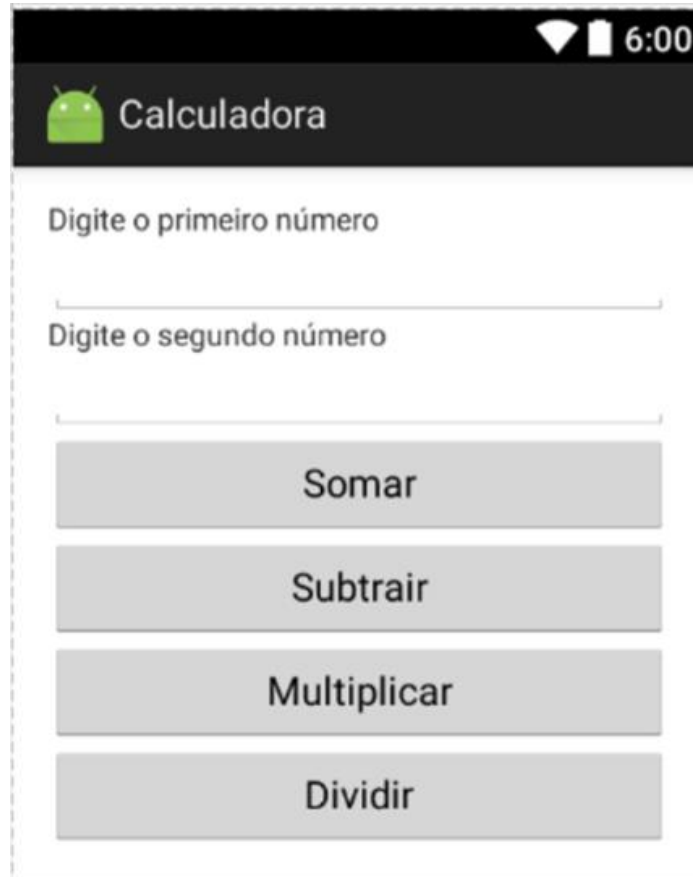 6:00
Calculadora
Digite o primeiro número
Digite o segundo número
Somar
Subtrair
Multiplicar
Dividir